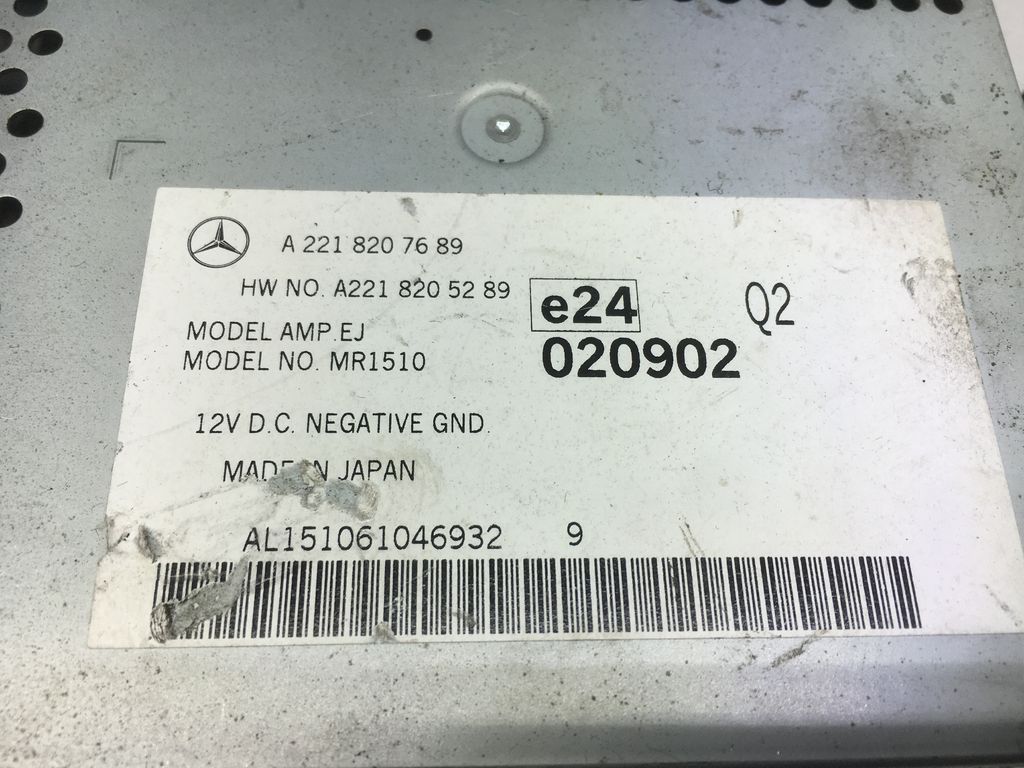 A 221 820 76 89
HW NO. A221 820 52 89
e24
Q2
MODEL AMP.EJ
020902
MODEL NO. MR1510
12V D.C. NEGATIVE GND.
MADE IN JAPAN
AL151061046932 9